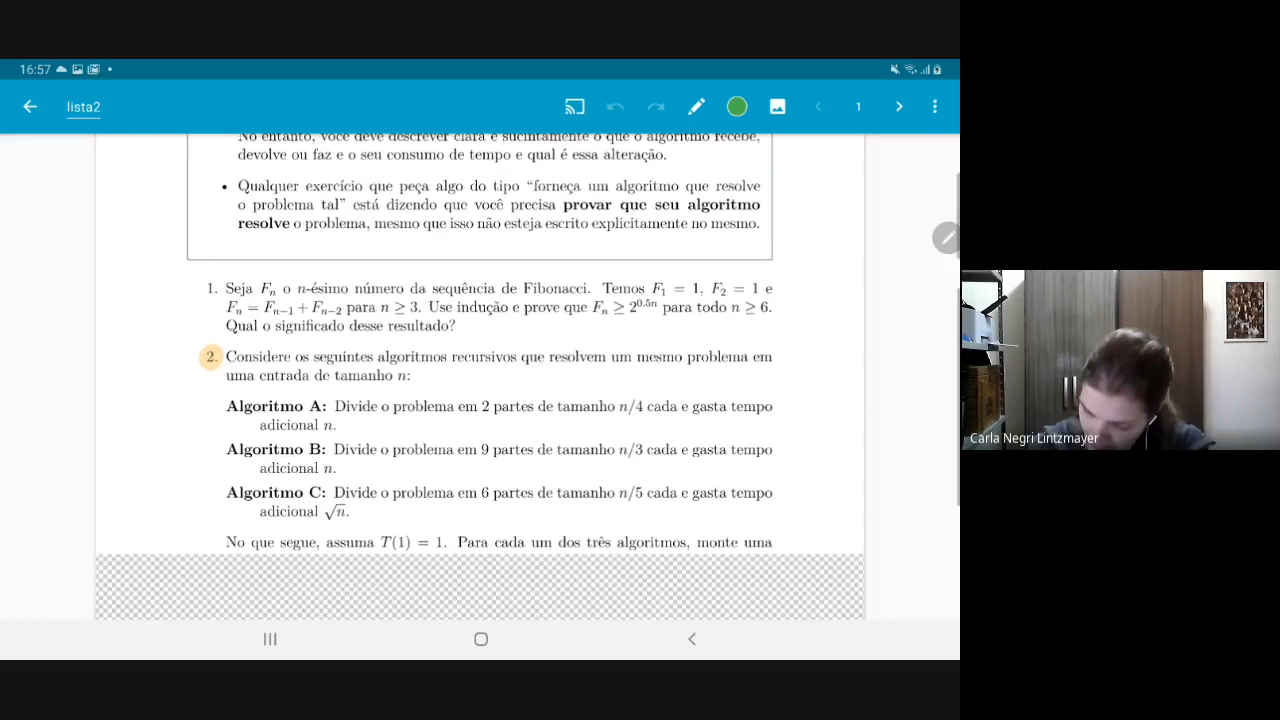 16:57
lista2
1
No entanto, você deve descrever clara e sucintamente o que o algoritmo recebe,
devolve ou faz e o seu consumo de tempo e qual é essa alteração.
• Qualquer exercício que peça algo do tipo “forneça um algoritmo que resolve
o problema tal” está dizendo que você precisa provar que seu algoritmo
resolve o problema, mesmo que isso não esteja escrito explicitamente no mesmo.
1. Seja Fₙ o n-ésimo número da sequência de Fibonacci. Temos F₁ = 1, F₂ = 1 e
Fₙ = Fₙ₋₁ + Fₙ₋₂ para n ≥ 3. Use indução e prove que Fₙ ≥ 2^{0.5n} para todo n ≥ 6.
Qual o significado desse resultado?
2. Considere os seguintes algoritmos recursivos que resolvem um mesmo problema em
uma entrada de tamanho n:
Algoritmo A: Divide o problema em 2 partes de tamanho n/4 cada e gasta tempo
adicional n.
Algoritmo B: Divide o problema em 9 partes de tamanho n/3 cada e gasta tempo
adicional n.
Algoritmo C: Divide o problema em 6 partes de tamanho n/5 cada e gasta tempo
adicional √n.
No que segue, assuma T(1) = 1. Para cada um dos três algoritmos, monte uma
Carla Negri Lintzmayer